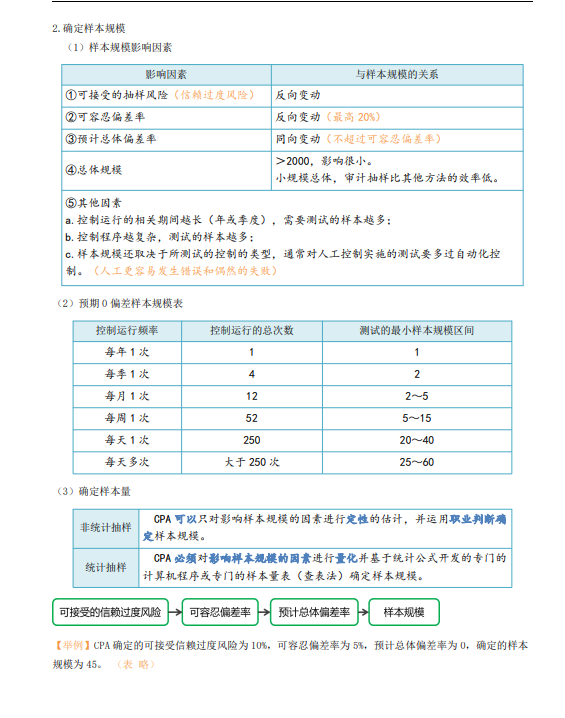 2.确定样本规模
（1）样本规模影响因素
影响因素 与样本规模的关系
①可接受的抽样风险（信赖过度风险） 反向变动
②可容忍偏差率 反向变动（最高 20%）
③预计总体偏差率 同向变动（不超过可容忍偏差率）
④总体规模 ＞2000，影响很小。
小规模总体，审计抽样比其他方法的效率低。
⑤其他因素
a.控制运行的相关期间越长（年或季度），需要测试的样本越多；
b.控制程序越复杂，测试的样本越多；
c.样本规模还取决于所测试的控制的类型，通常对人工控制实施的测试要多过自动化控
制。（人工更容易发生错误和偶然的失败）
（2）预期 0 偏差样本规模表
控制运行频率 控制运行的总次数 测试的最小样本规模区间
每年 1 次 1 1
每季 1 次 4 2
每月 1 次 12 2～5
每周 1 次 52 5～15
每天 1 次 250 20～40
每天多次 大于 250 次 25～60
（3）确定样本量
非统计抽样 CPA 可以只对影响样本规模的因素进行定性的估计，并运用职业判断确
定样本规模。
统计抽样 CPA 必须对影响样本规模的因素进行量化并基于统计公式开发的专门的
计算机程序或专门的样本量表（查表法）确定样本规模。
可接受的信赖过度风险 可容忍偏差率 预计总体偏差率 样本规模
【举例】CPA 确定的可接受信赖过度风险为 10%，可容忍偏差率为 5%，预计总体偏差率为 0，确定的样本
规模为 45。（表 略）